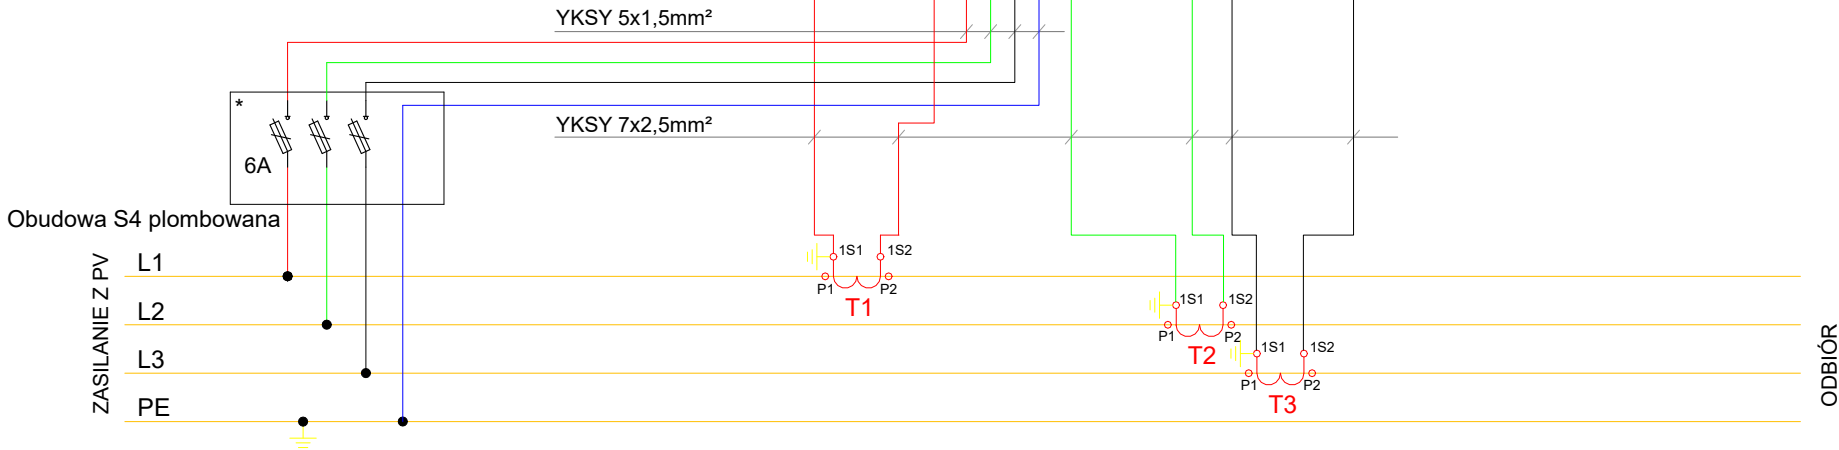 YKSY 5x1,5mm²
*
YKSY 7x2,5mm²
6A
Obudowa S4 plombowana
ZASILANIE Z PV
L1
1S1
1S2
P1
P2
T1
L2
1S1
1S2
P1
P2
T2
L3
1S1
1S2
P1
P2
T3
PE
ODBIÓR